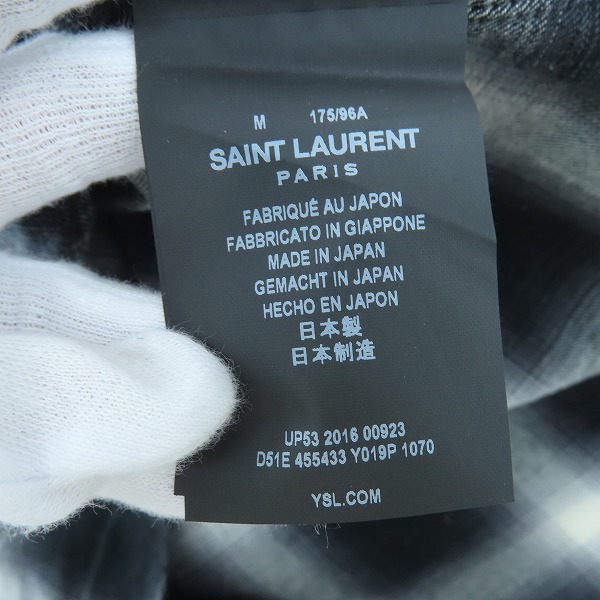 M 175/96A
SAINT LAURENT
PARIS
FABRIQUÉ AU JAPON
FABBRICATO IN GIAPPONE
MADE IN JAPAN
GEMACHT IN JAPAN
HECHO EN JAPON
日本製
日本制造
UP53 2016 00923
D51E 455433 Y019P 1070
YSL.COM